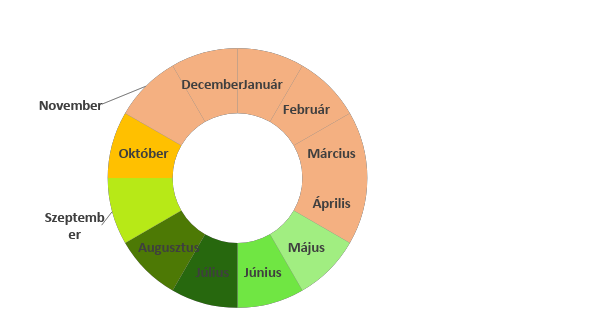 Január
Február
Március
Április
Május
Június
Július
Augusztus
Szeptemb
er
Október
November
December